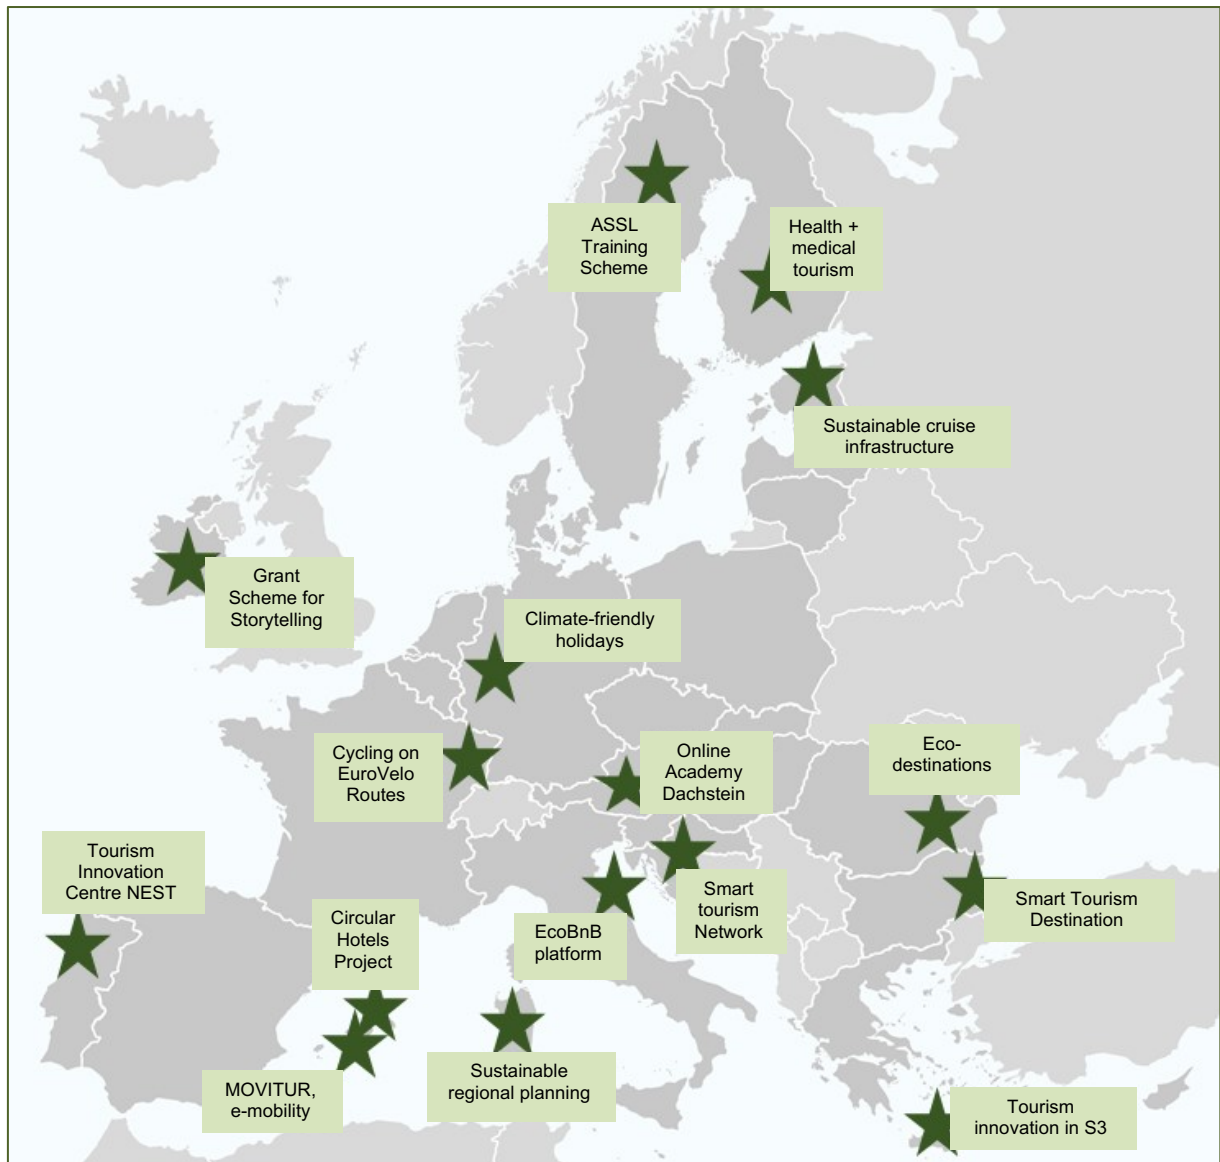 ASSL
Training
Scheme
Health +
medical
tourism
Sustainable cruise
infrastructure
Grant
Scheme for
Storytelling
Climate-friendly
holidays
Cycling on
EuroVelo
Routes
Online
Academy
Dachstein
Eco-
destinations
Tourism
Innovation
Centre NEST
Circular
Hotels
Project
EcoBnB
platform
Smart
tourism
Network
Smart Tourism
Destination
MOVITUR,
e-mobility
Sustainable
regional planning
Tourism
innovation in S3